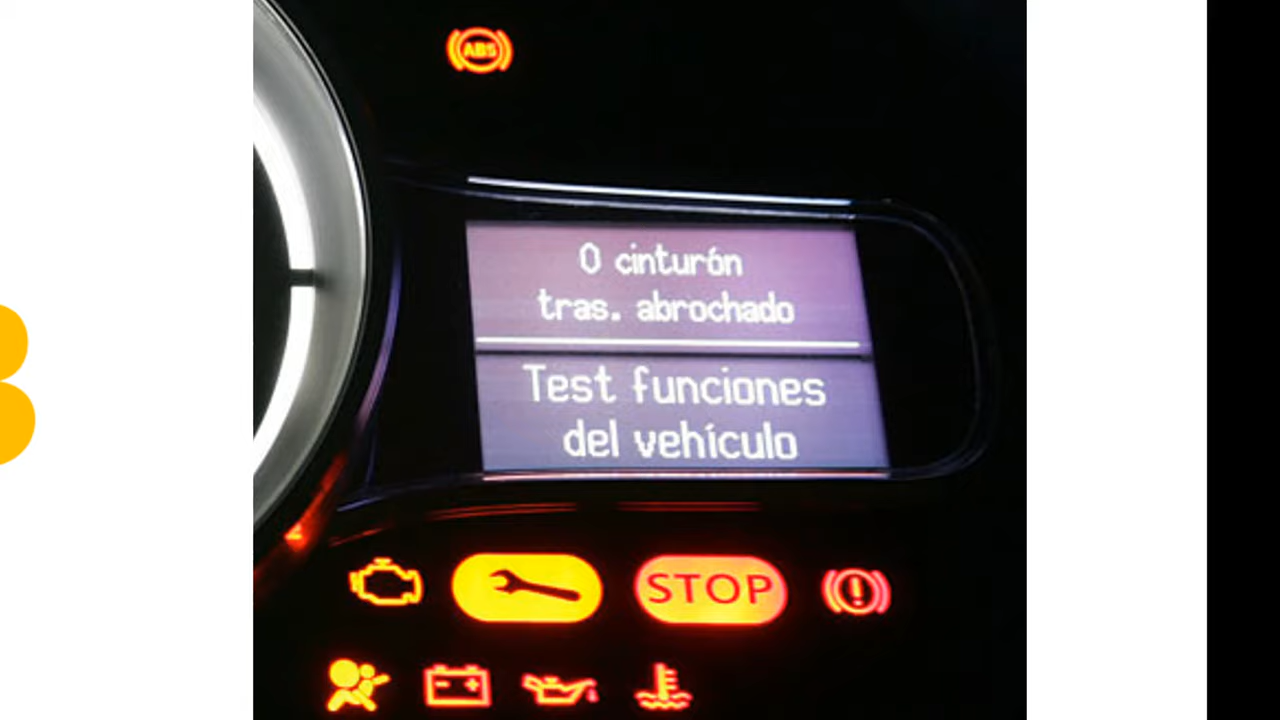 ABS
0 cinturón
tras. abrochado
Test funciones
del vehículo
STOP